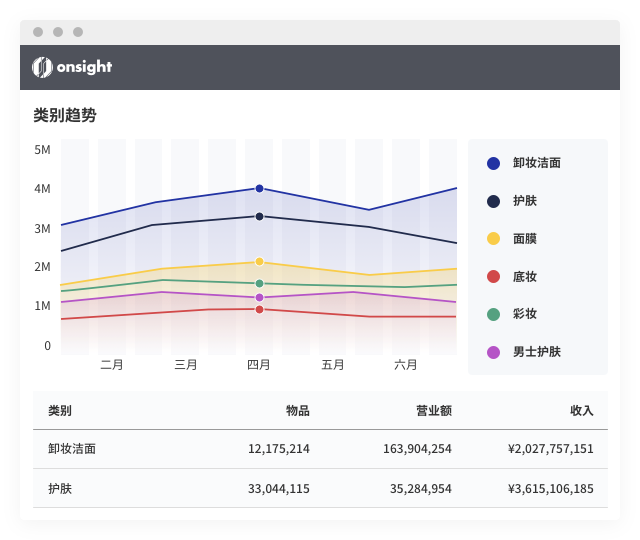 onsight
类别趋势
5M
4M
3M
2M
1M
0
二月 三月 四月 五月 六月
卸妆洁面
护肤
面膜
底妆
彩妆
男士护肤
类别 物品 营业额 收入
卸妆洁面 12,175,214 163,904,254 ¥2,027,757,151
护肤 33,044,115 35,284,954 ¥3,615,106,185